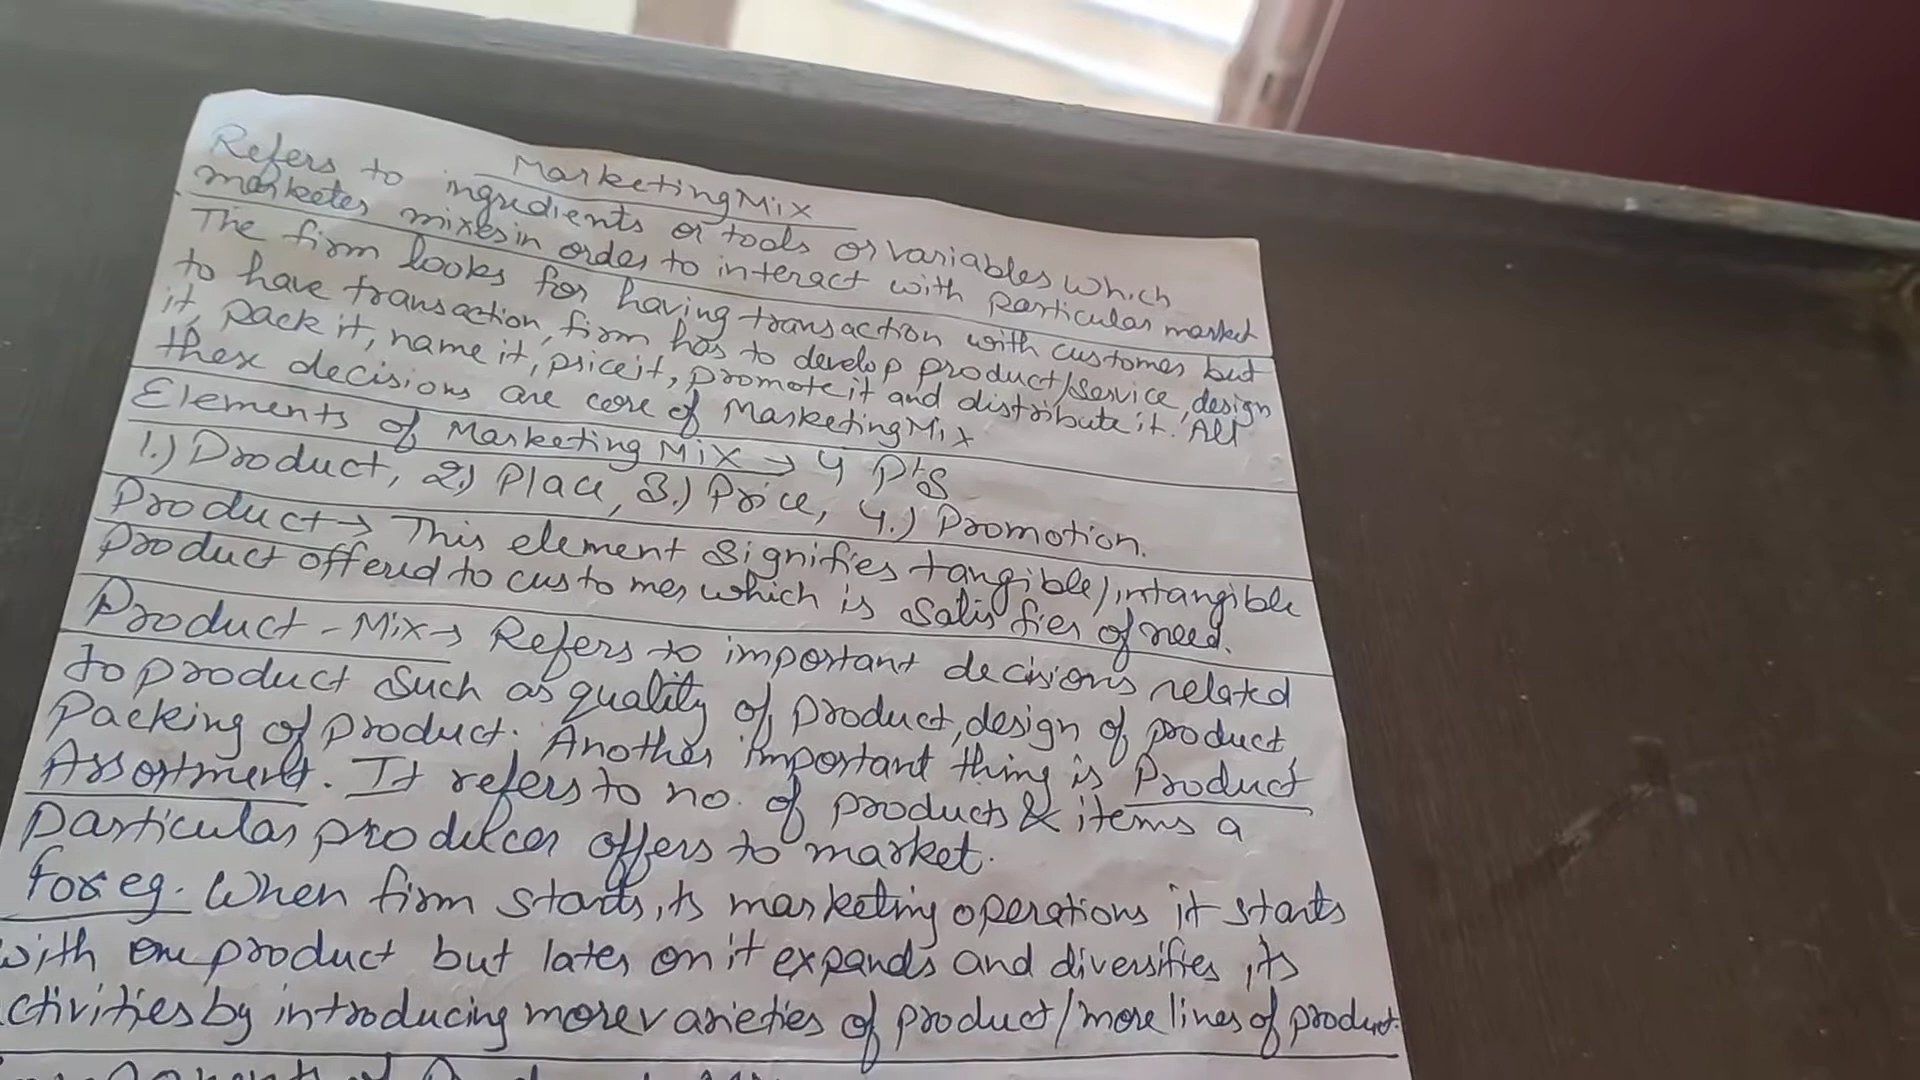 Marketing Mix
Refers to ingredients or tools or variables which
marketer mixes in order to interact with particular market
The firm looks for having transaction with customer but
to have transaction, firm has to develop product/service, design
it, pack it, name it, price it, promote it and distribute it. All
these decisions are core of Marketing Mix
Elements of Marketing Mix → 4 P's
1.) Product, 2.) Place, 3.) Price, 4.) Promotion.
Product → This element signifies tangible/intangible
product offered to customer which is satisfier of need.
Product - Mix → Refers to important decisions related
to product such as quality of product, design of product,
Packing of product. Another important thing is Product
Assortment. It refers to no. of products & items a
particular producer offers to market.
For eg. When firm starts its marketing operations it starts
with one product but later on it expands and diversifies its
ctivities by introducing more varieties of product/more lines of product.